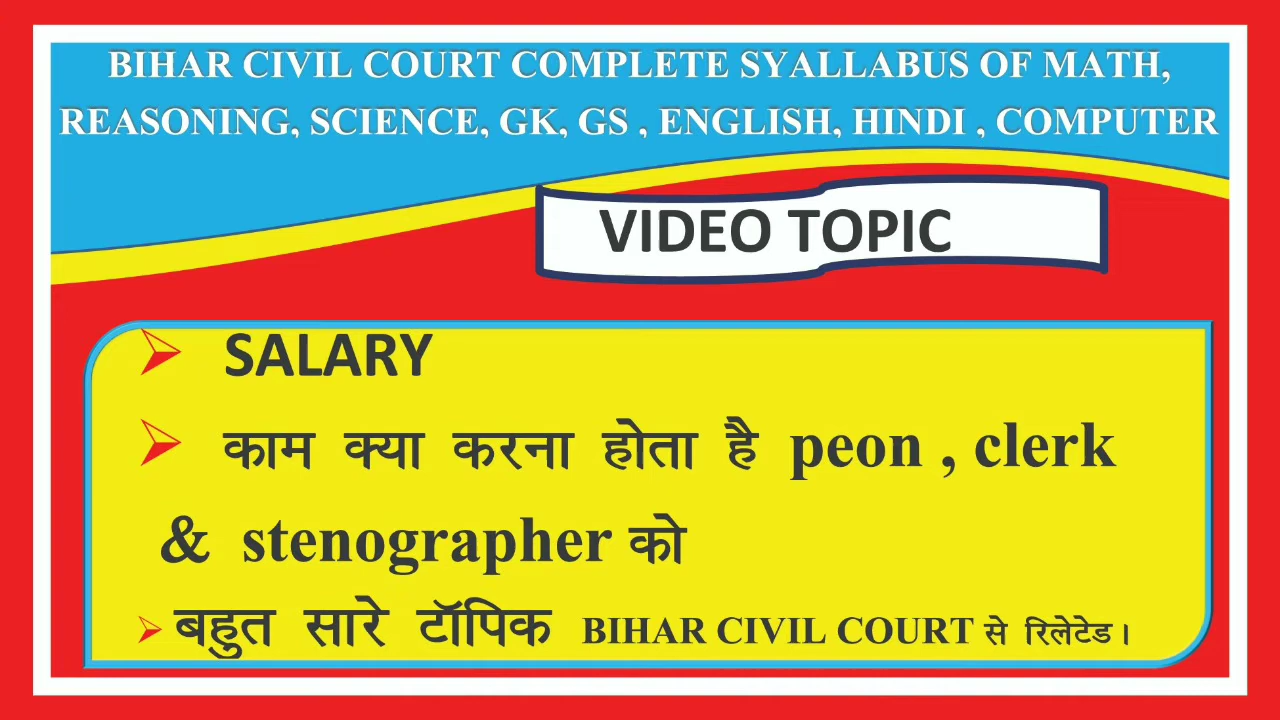 BIHAR CIVIL COURT COMPLETE SYALLABUS OF MATH,
REASONING, SCIENCE, GK, GS , ENGLISH, HINDI , COMPUTER
VIDEO TOPIC
SALARY
काम क्या करना होता है peon , clerk
& stenographer को
बहुत सारे टॉपिक BIHAR CIVIL COURT से रिलेटेड।